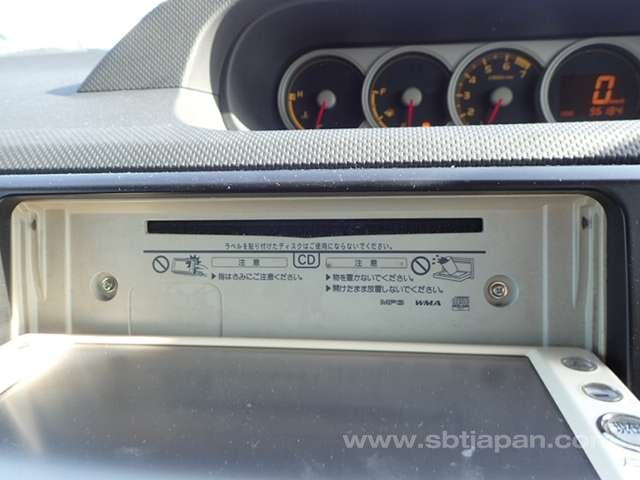 H
F
7
0
ラベルを貼り付けたディスクはご使用にならないでください。
注意 CD 注意
▶指はさみにご注意ください。
▶物を置かないでください。
▶開けたまま放置しないでください。
MP3 WMA
www.sbtjapan.com